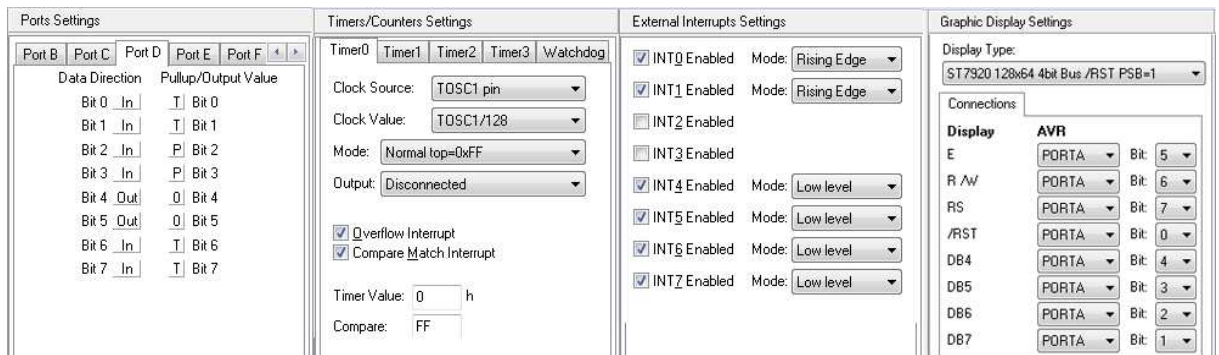 Ports Settings
Port B Port C Port D Port E Port F
Data Direction Pullup/Output Value
Bit 0 In T Bit 0
Bit 1 In T Bit 1
Bit 2 In P Bit 2
Bit 3 In P Bit 3
Bit 4 Out 0 Bit 4
Bit 5 Out 0 Bit 5
Bit 6 In T Bit 6
Bit 7 In T Bit 7
Timers/Counters Settings
Timer0 Timer1 Timer2 Timer3 Watchdog
Clock Source: TOSC1 pin
Clock Value: TOSC1/128
Mode: Normal top=0xFF
Output: Disconnected
Overflow Interrupt
Compare Match Interrupt
Timer Value: 0 h
Compare: FF
External Interrupts Settings
INT0 Enabled Mode: Rising Edge
INT1 Enabled Mode: Rising Edge
INT2 Enabled
INT3 Enabled
INT4 Enabled Mode: Low level
INT5 Enabled Mode: Low level
INT6 Enabled Mode: Low level
INT7 Enabled Mode: Low level
Graphic Display Settings
Display Type:
ST7920 128x64 4bit Bus /RST PSB=1
Connections
Display AVR
E PORTA Bit: 5
R /W PORTA Bit: 6
RS PORTA Bit: 7
/RST PORTA Bit: 0
DB4 PORTA Bit: 4
DB5 PORTA Bit: 3
DB6 PORTA Bit: 2
DB7 PORTA Bit: 1